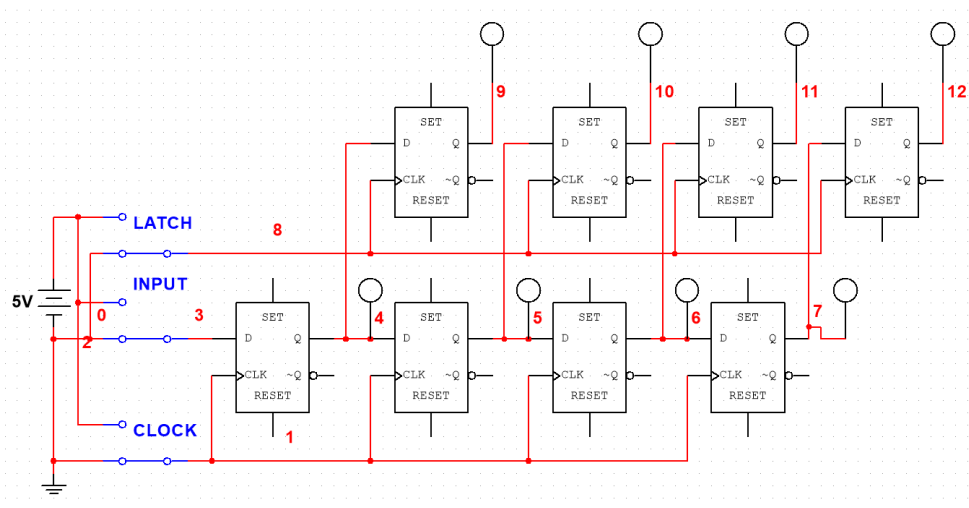 9
10
11
12
SET
D Q
CLK ~Q
RESET
SET
D Q
CLK ~Q
RESET
SET
D Q
CLK ~Q
RESET
SET
D Q
CLK ~Q
RESET
LATCH
8
INPUT
5V
0
2
3
4
5
6
7
SET
D Q
CLK ~Q
RESET
SET
D Q
CLK ~Q
RESET
SET
D Q
CLK ~Q
RESET
SET
D Q
CLK ~Q
RESET
CLOCK
1